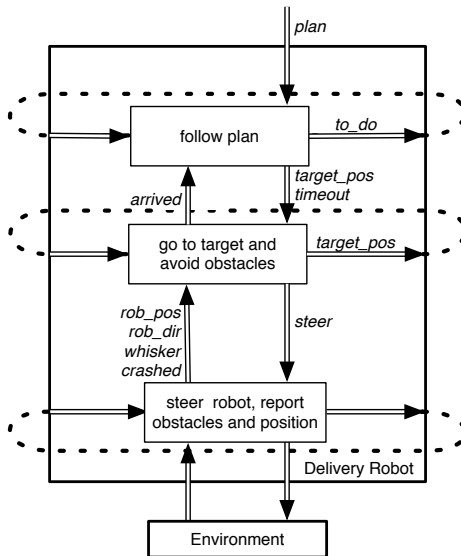 plan
follow plan
to_do
target_pos
timeout
arrived
go to target and
avoid obstacles
target_pos
rob_pos
rob_dir
whisker
crashed
steer
steer robot, report
obstacles and position
Delivery Robot
Environment